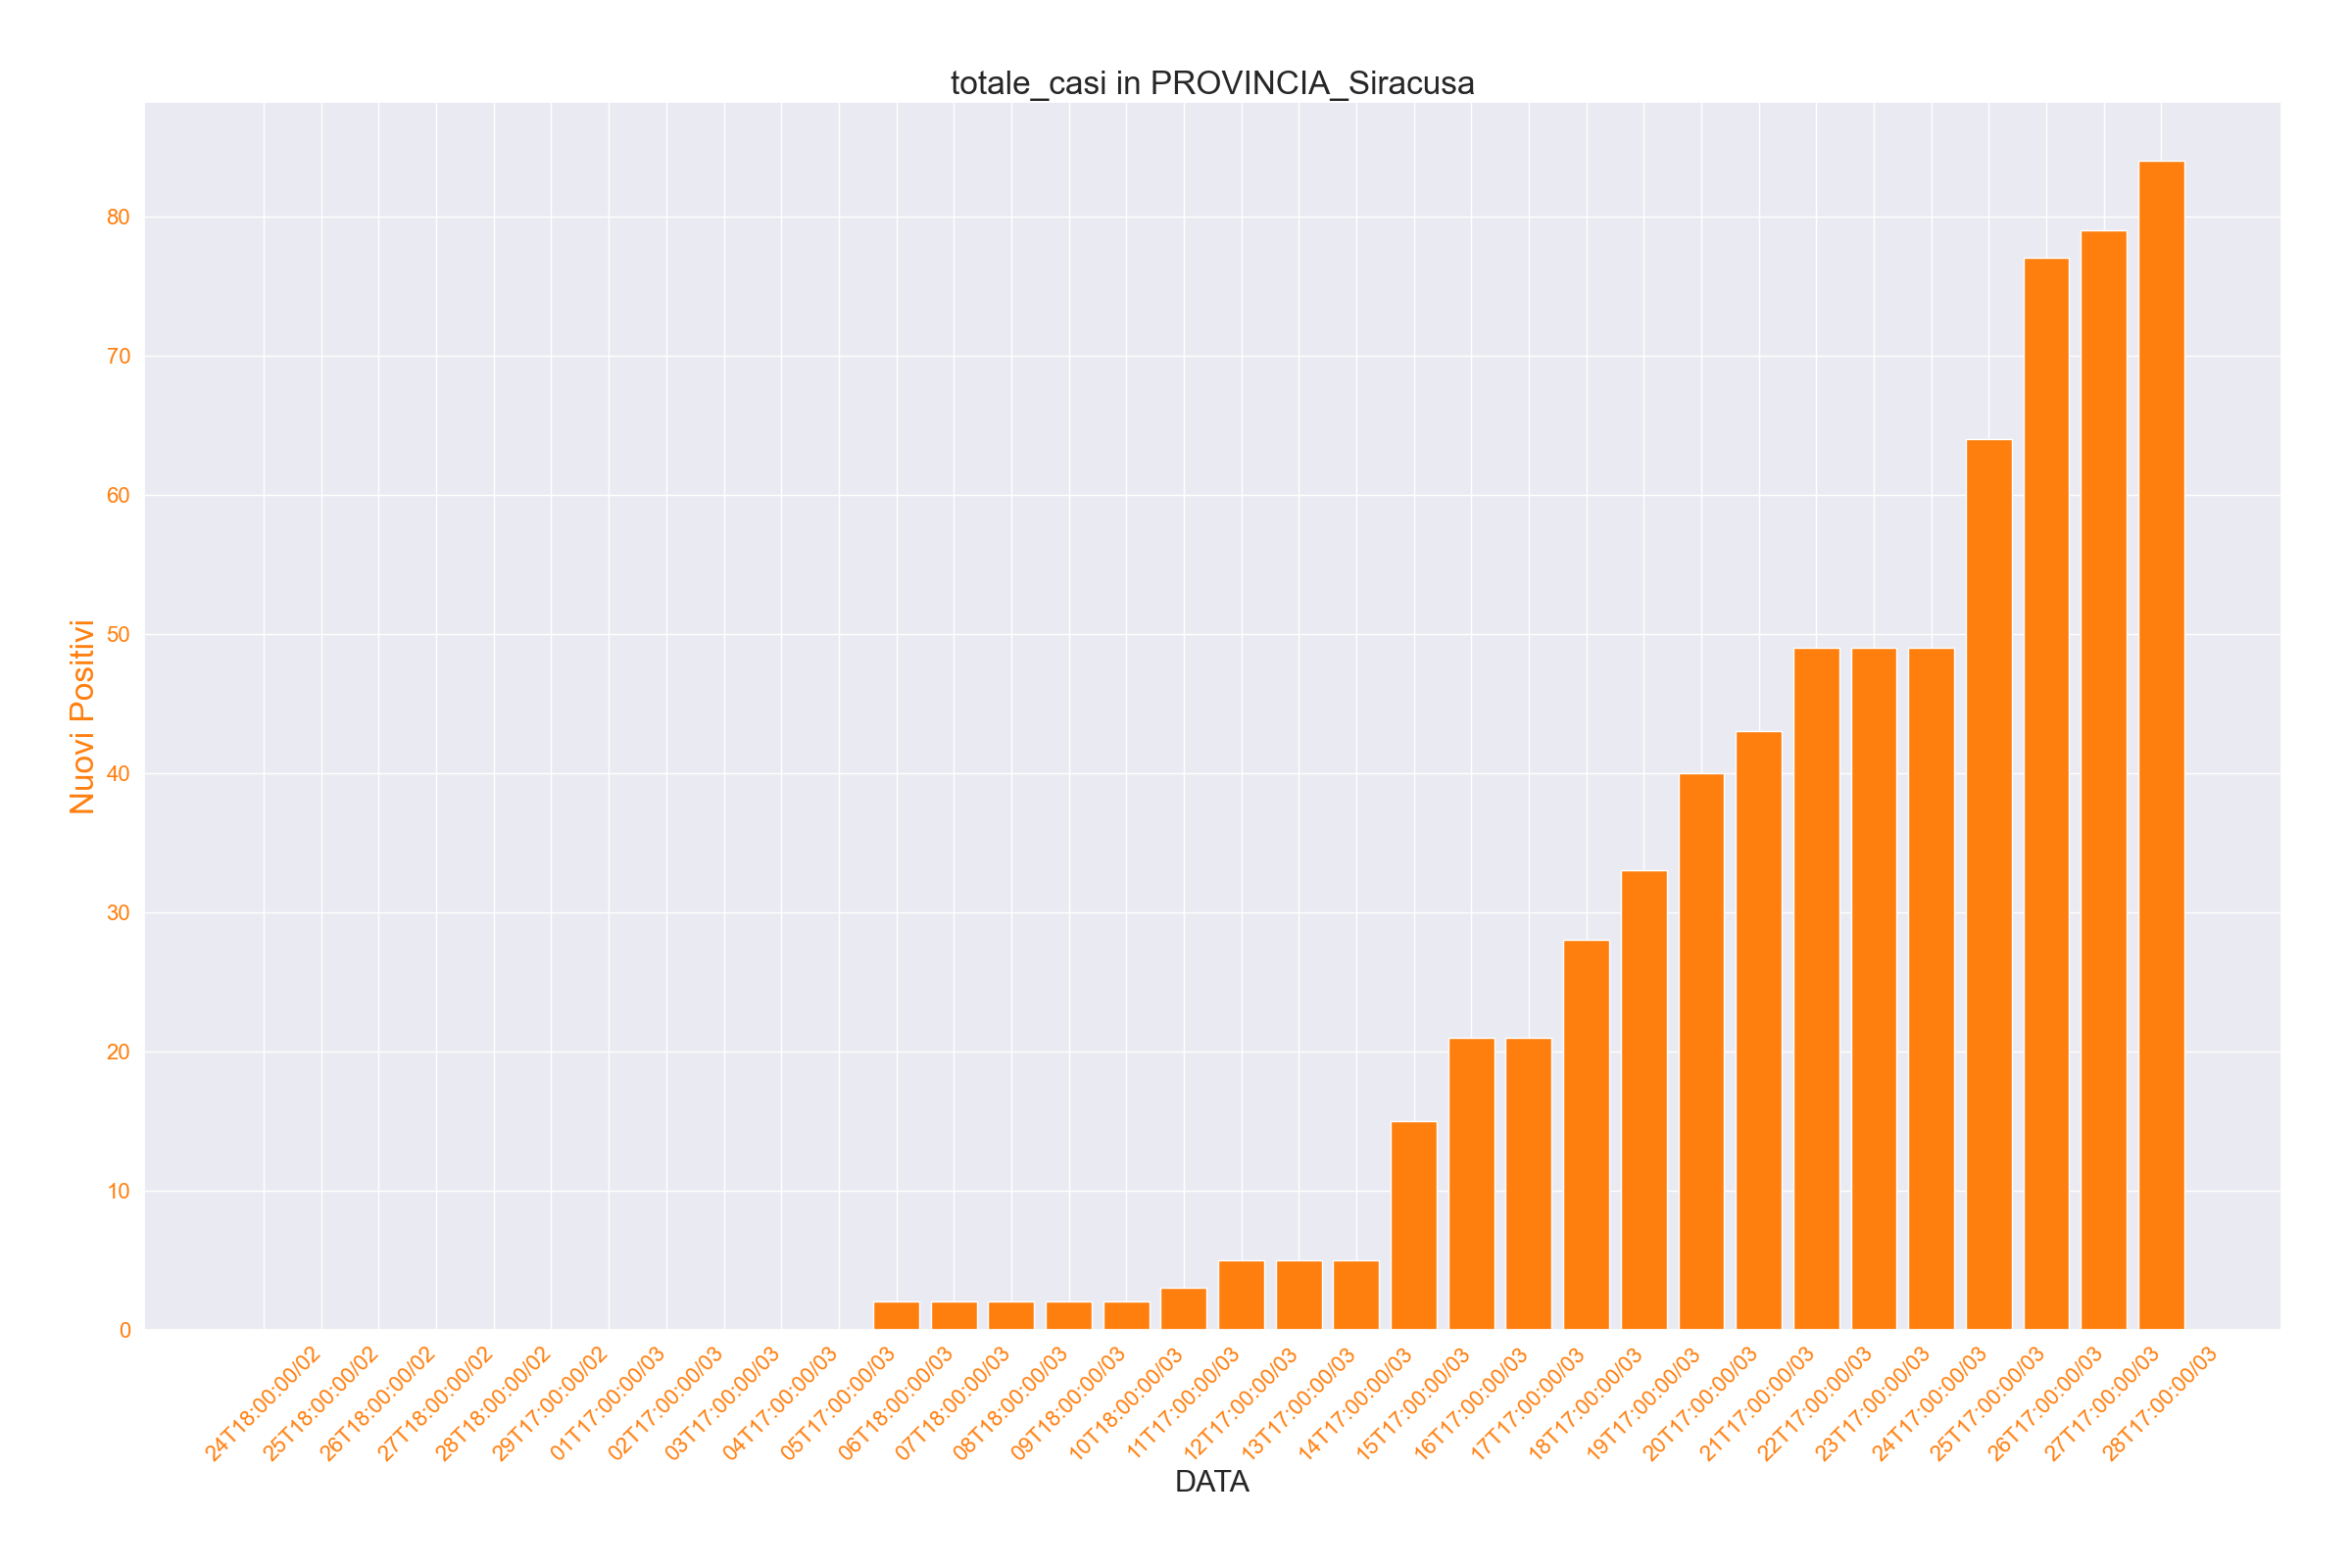 totale_casi in PROVINCIA_Siracusa
Nuovi Positivi
80
70
60
50
40
30
20
10
0
24T18:00:00/02
25T18:00:00/02
26T18:00:00/02
27T18:00:00/02
28T18:00:00/02
29T17:00:00/02
01T17:00:00/03
02T17:00:00/03
03T17:00:00/03
04T17:00:00/03
05T17:00:00/03
06T18:00:00/03
07T18:00:00/03
08T18:00:00/03
09T18:00:00/03
10T18:00:00/03
11T17:00:00/03
12T17:00:00/03
13T17:00:00/03
14T17:00:00/03
15T17:00:00/03
16T17:00:00/03
17T17:00:00/03
18T17:00:00/03
19T17:00:00/03
20T17:00:00/03
21T17:00:00/03
22T17:00:00/03
23T17:00:00/03
24T17:00:00/03
25T17:00:00/03
26T17:00:00/03
27T17:00:00/03
28T17:00:00/03
DATA